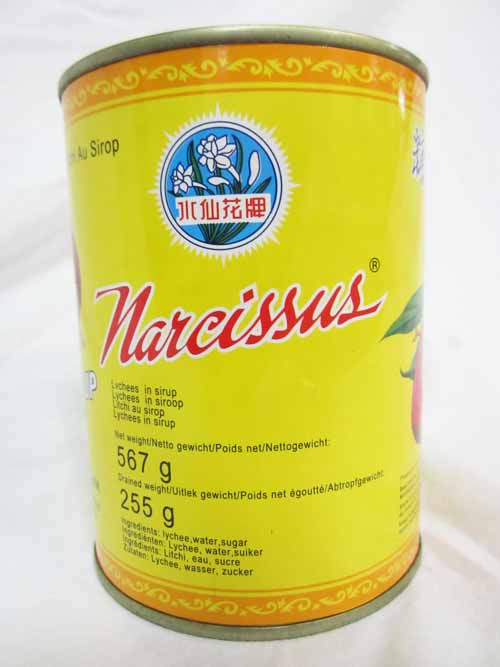 Au Sirop
水仙花牌
Narcissus®
Lychees in sirup
Lychees in siroop
Litchi au sirop
Lychees in sirup
Net weight/Netto gewicht/Poids net/Nettogewicht:
567 g
Drained weight/Uitlek gewicht/Poids net égoutté/Abtropfgewicht:
255 g
Ingredients: lychee,water,sugar
Ingrediënten: Lychee, water,suiker
Ingrédients: Litchi, eau, sucre
Zutaten: Lychee, wasser, zucker